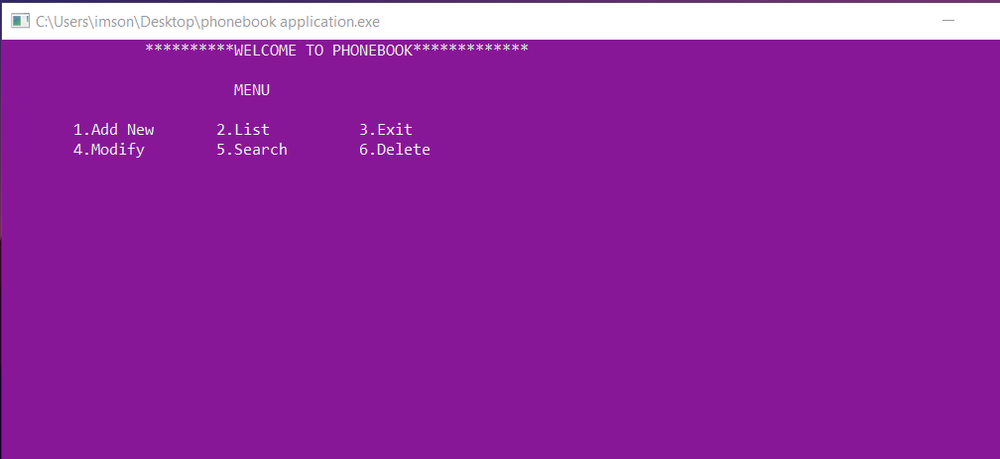 C:\Users\imson\Desktop\phonebook application.exe
**********WELCOME TO PHONEBOOK*************
MENU
1.Add New 2.List 3.Exit
4.Modify 5.Search 6.Delete